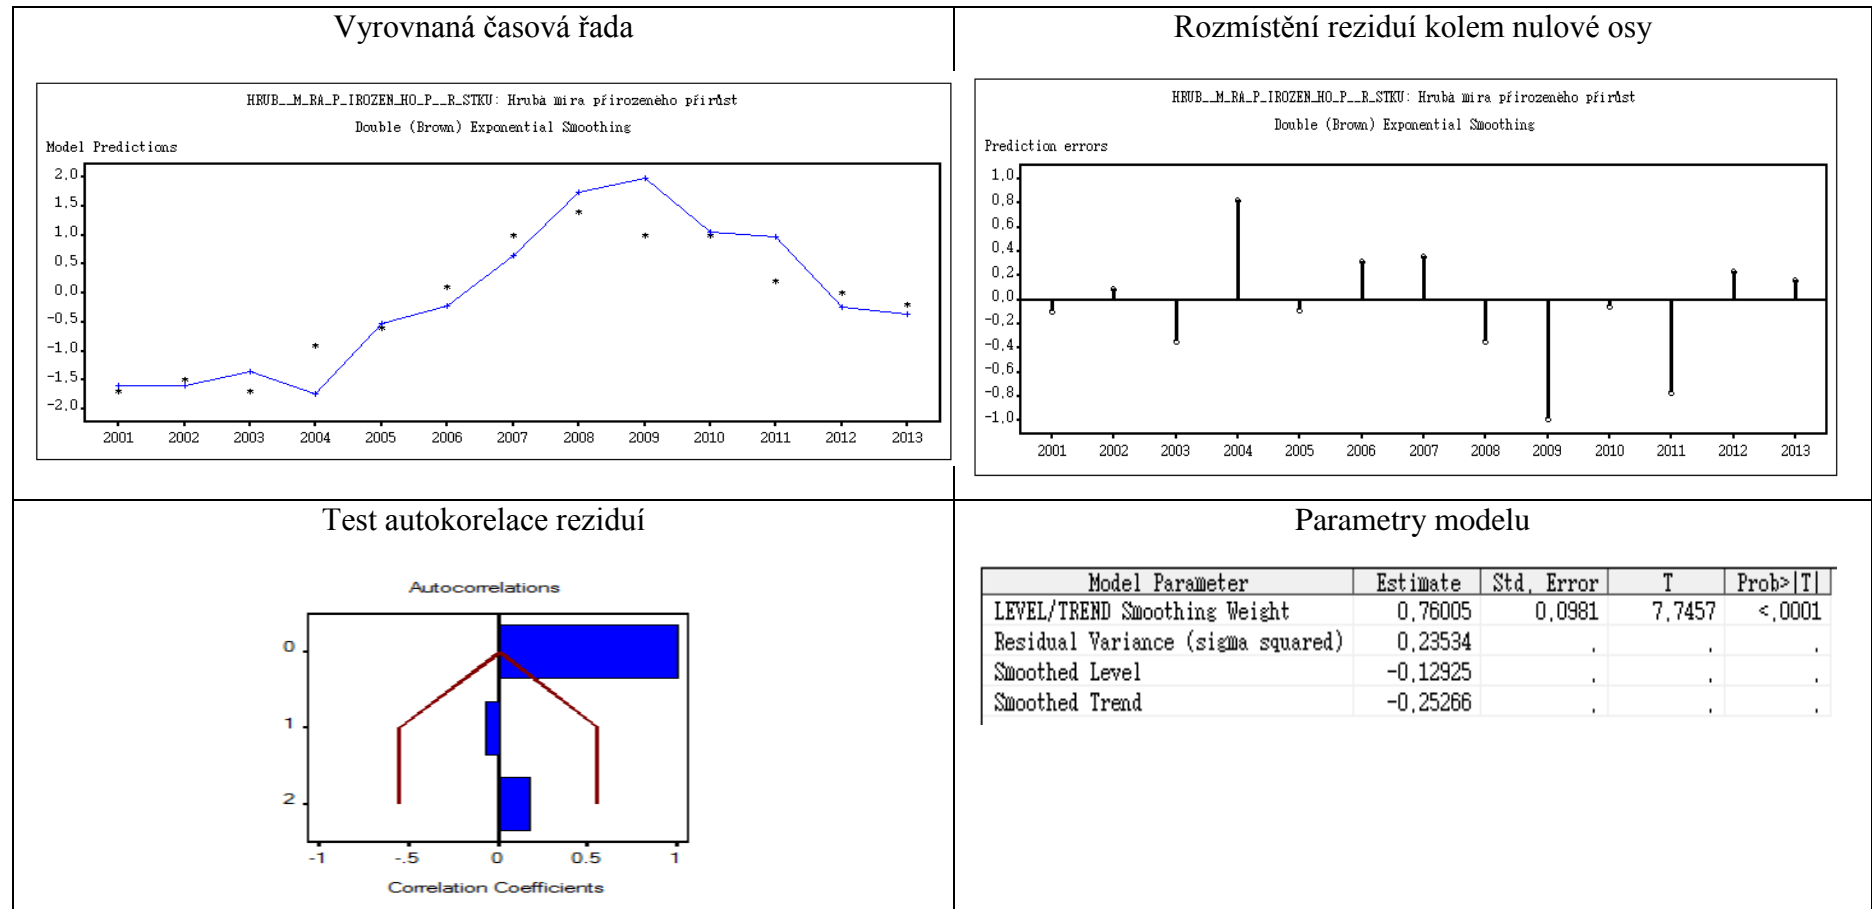 Vyrovnaná časová řada
HRUB__M_RA_P_IROZEN_HO_P__R_STKU: Hrubá míra přirozeného přírůst
Double (Brown) Exponential Smoothing
Model Predictions
2,0
1,5
1,0
0,5
0,0
-0,5
-1,0
-1,5
-2,0
2001 2002 2003 2004 2005 2006 2007 2008 2009 2010 2011 2012 2013
Rozmístění reziduí kolem nulové osy
HRUB__M_RA_P_IROZEN_HO_P__R_STKU: Hrubá míra přirozeného přírůst
Double (Brown) Exponential Smoothing
Prediction errors
1,0
0,8
0,6
0,4
0,2
0,0
-0,2
-0,4
-0,6
-0,8
-1,0
2001 2002 2003 2004 2005 2006 2007 2008 2009 2010 2011 2012 2013
Test autokorelace reziduí
Autocorrelations
0
1
2
-1 -.5 0 0.5 1
Correlation Coefficients
Parametry modelu
Model Parameter Estimate Std, Error T Prob>|T|
LEVEL/TREND Smoothing Weight 0,76005 0,0981 7,7457 <,0001
Residual Variance (sigma squared) 0,23534 , , ,
Smoothed Level -0,12925 , , ,
Smoothed Trend -0,25266 , , ,